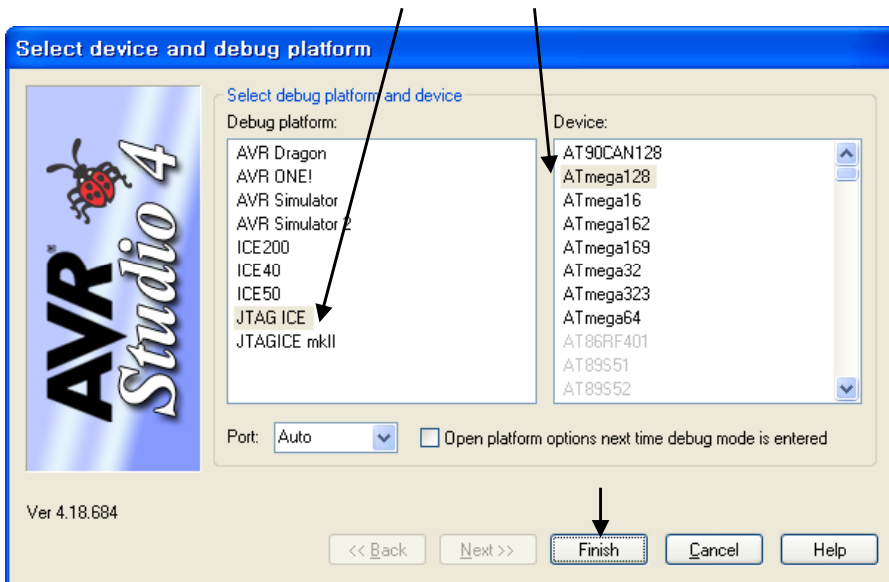 Select device and debug platform
Select debug platform and device
Debug platform:
AVR Dragon
AVR ONE!
AVR Simulator
AVR Simulator 2
ICE200
ICE40
ICE50
JTAG ICE
JTAGICE mkII
Device:
AT90CAN128
ATmega128
ATmega16
ATmega162
ATmega169
ATmega32
ATmega323
ATmega64
AT86RF401
AT89S51
AT89S52
AVR®
Studio 4
Port: Auto
Open platform options next time debug mode is entered
Ver 4.18.684
<< Back
Next >>
Finish
Cancel
Help